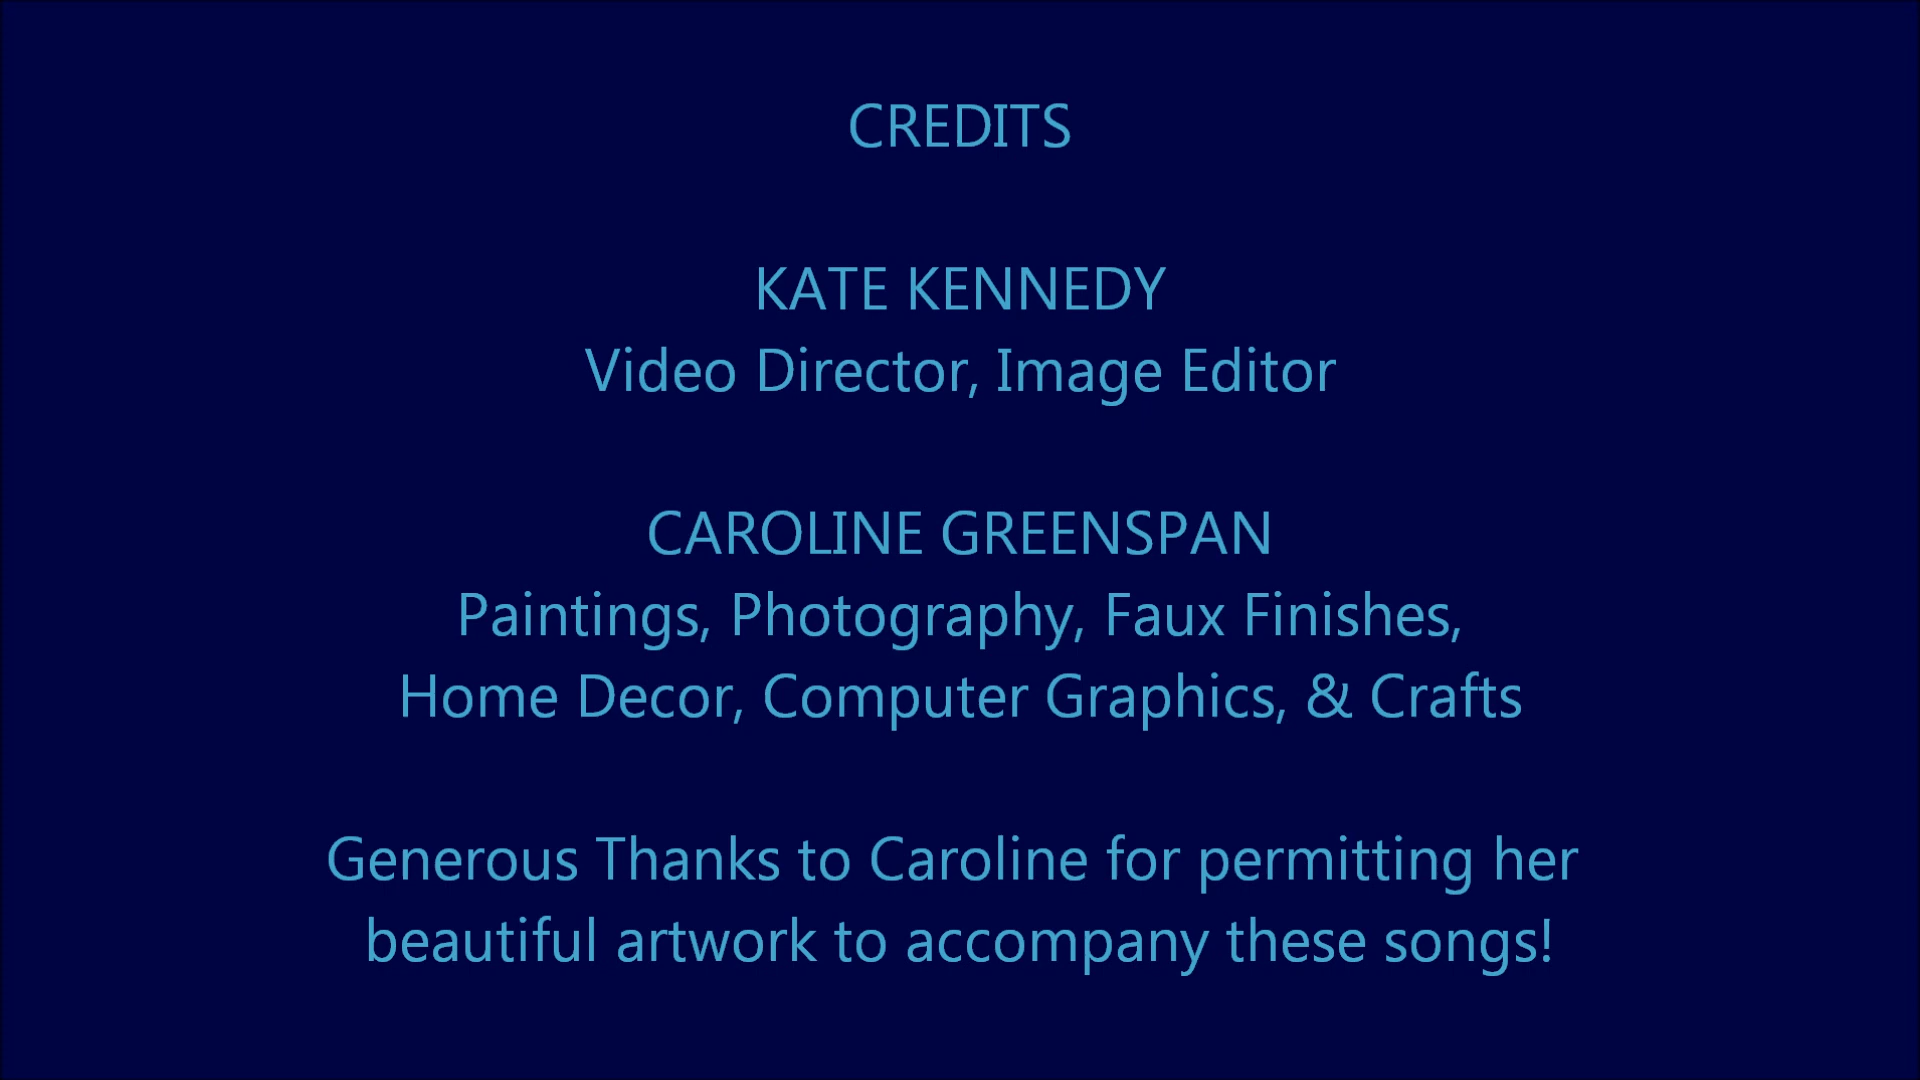 CREDITS
KATE KENNEDY
Video Director, Image Editor
CAROLINE GREENSPAN
Paintings, Photography, Faux Finishes,
Home Decor, Computer Graphics, & Crafts
Generous Thanks to Caroline for permitting her
beautiful artwork to accompany these songs!